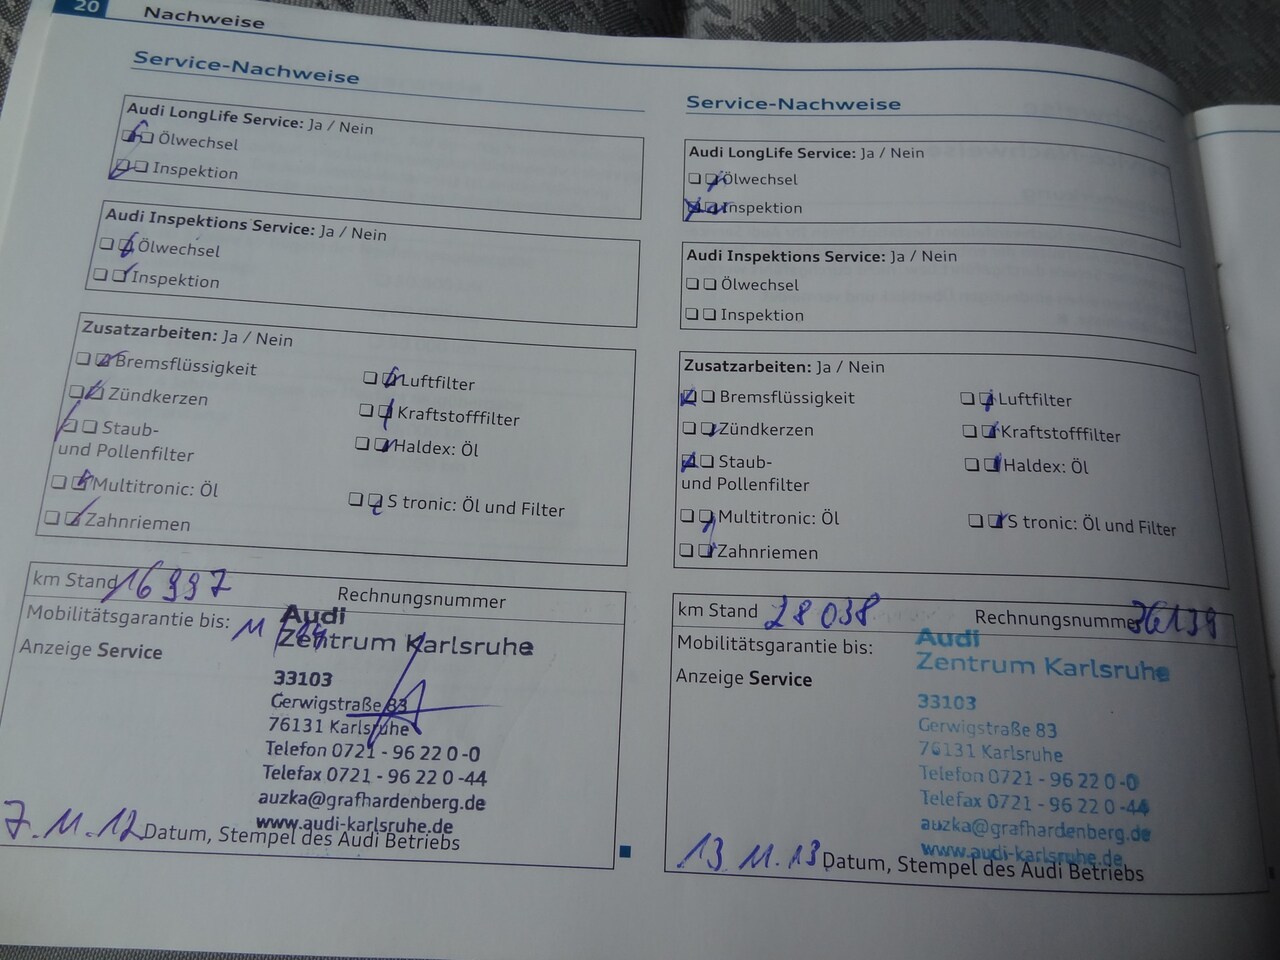 20 Nachweise
Service-Nachweise
Audi LongLife Service: Ja / Nein
Ölwechsel
Inspektion
Audi Inspektions Service: Ja / Nein
Ölwechsel
Inspektion
Zusatzarbeiten: Ja / Nein
Bremsflüssigkeit
Luftfilter
Zündkerzen
Kraftstofffilter
Staub-
und Pollenfilter
Haldex: Öl
Multitronic: Öl
S tronic: Öl und Filter
Zahnriemen
km Stand 16 997
Rechnungsnummer
Mobilitätsgarantie bis: 11/14
Anzeige Service
Audi
Zentrum Karlsruhe
33103
Gerwigstraße 83
76131 Karlsruhe
Telefon 0721 - 96 22 0 -0
Telefax 0721 - 96 22 0 -44
auzka@grafhardenberg.de
www.audi-karlsruhe.de
7.11.12 Datum, Stempel des Audi Betriebs
Service-Nachweise
Audi LongLife Service: Ja / Nein
Ölwechsel
Inspektion
Audi Inspektions Service: Ja / Nein
Ölwechsel
Inspektion
Zusatzarbeiten: Ja / Nein
Bremsflüssigkeit
Luftfilter
Zündkerzen
Kraftstofffilter
Staub-
und Pollenfilter
Haldex: Öl
Multitronic: Öl
S tronic: Öl und Filter
Zahnriemen
km Stand 28 038
Rechnungsnummer 36139
Mobilitätsgarantie bis:
Anzeige Service
Audi
Zentrum Karlsruhe
33103
Gerwigstraße 83
76131 Karlsruhe
Telefon 0721 - 96 22 0 -0
Telefax 0721 - 96 22 0 -44
auzka@grafhardenberg.de
www.audi-karlsruhe.de
13 11.13 Datum, Stempel des Audi Betriebs